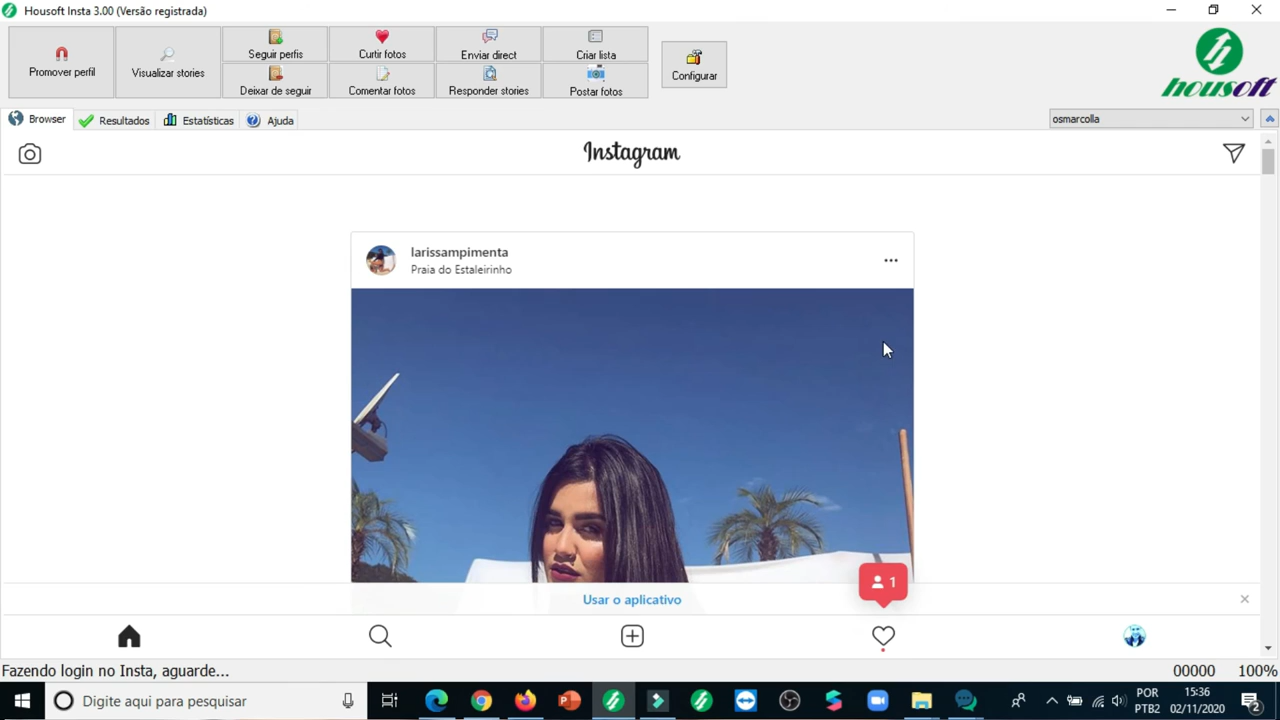 Housoft Insta 3.00 (Versão registrada)
Promover perfil
Visualizar stories
Seguir perfis
Deixar de seguir
Curtir fotos
Comentar fotos
Enviar direct
Responder stories
Criar lista
Postar fotos
Configurar
housoft
Browser
Resultados
Estatísticas
Ajuda
osmarcolla
Instagram
larissampimenta
Praia do Estaleirinho
1
Usar o aplicativo
Fazendo login no Insta, aguarde...
00000
100%
Digite aqui para pesquisar
POR
PTB2
15:36
02/11/2020
2